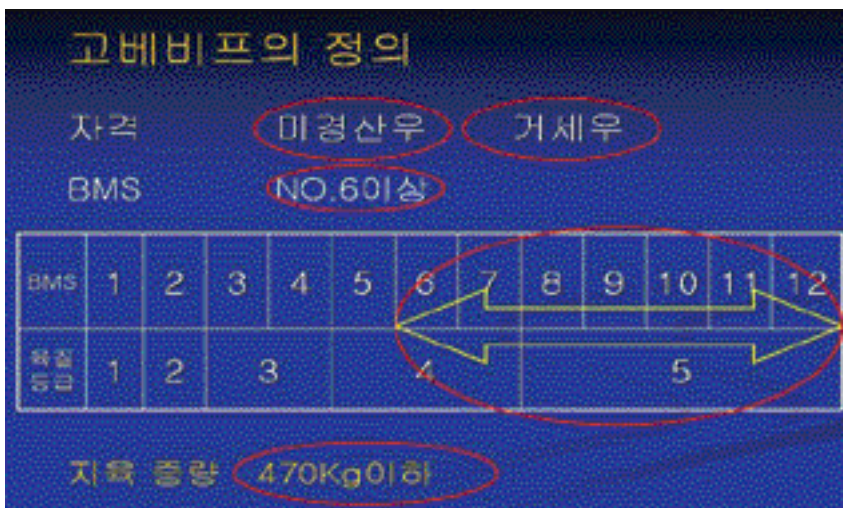 고베비프의 정의
자격 미경산우 거세우
BMS NO.6이상
BMS 1 2 3 4 5 6 7 8 9 10 11 12
육질등급 1 2 3 4 5
지육 중량 470Kg이하